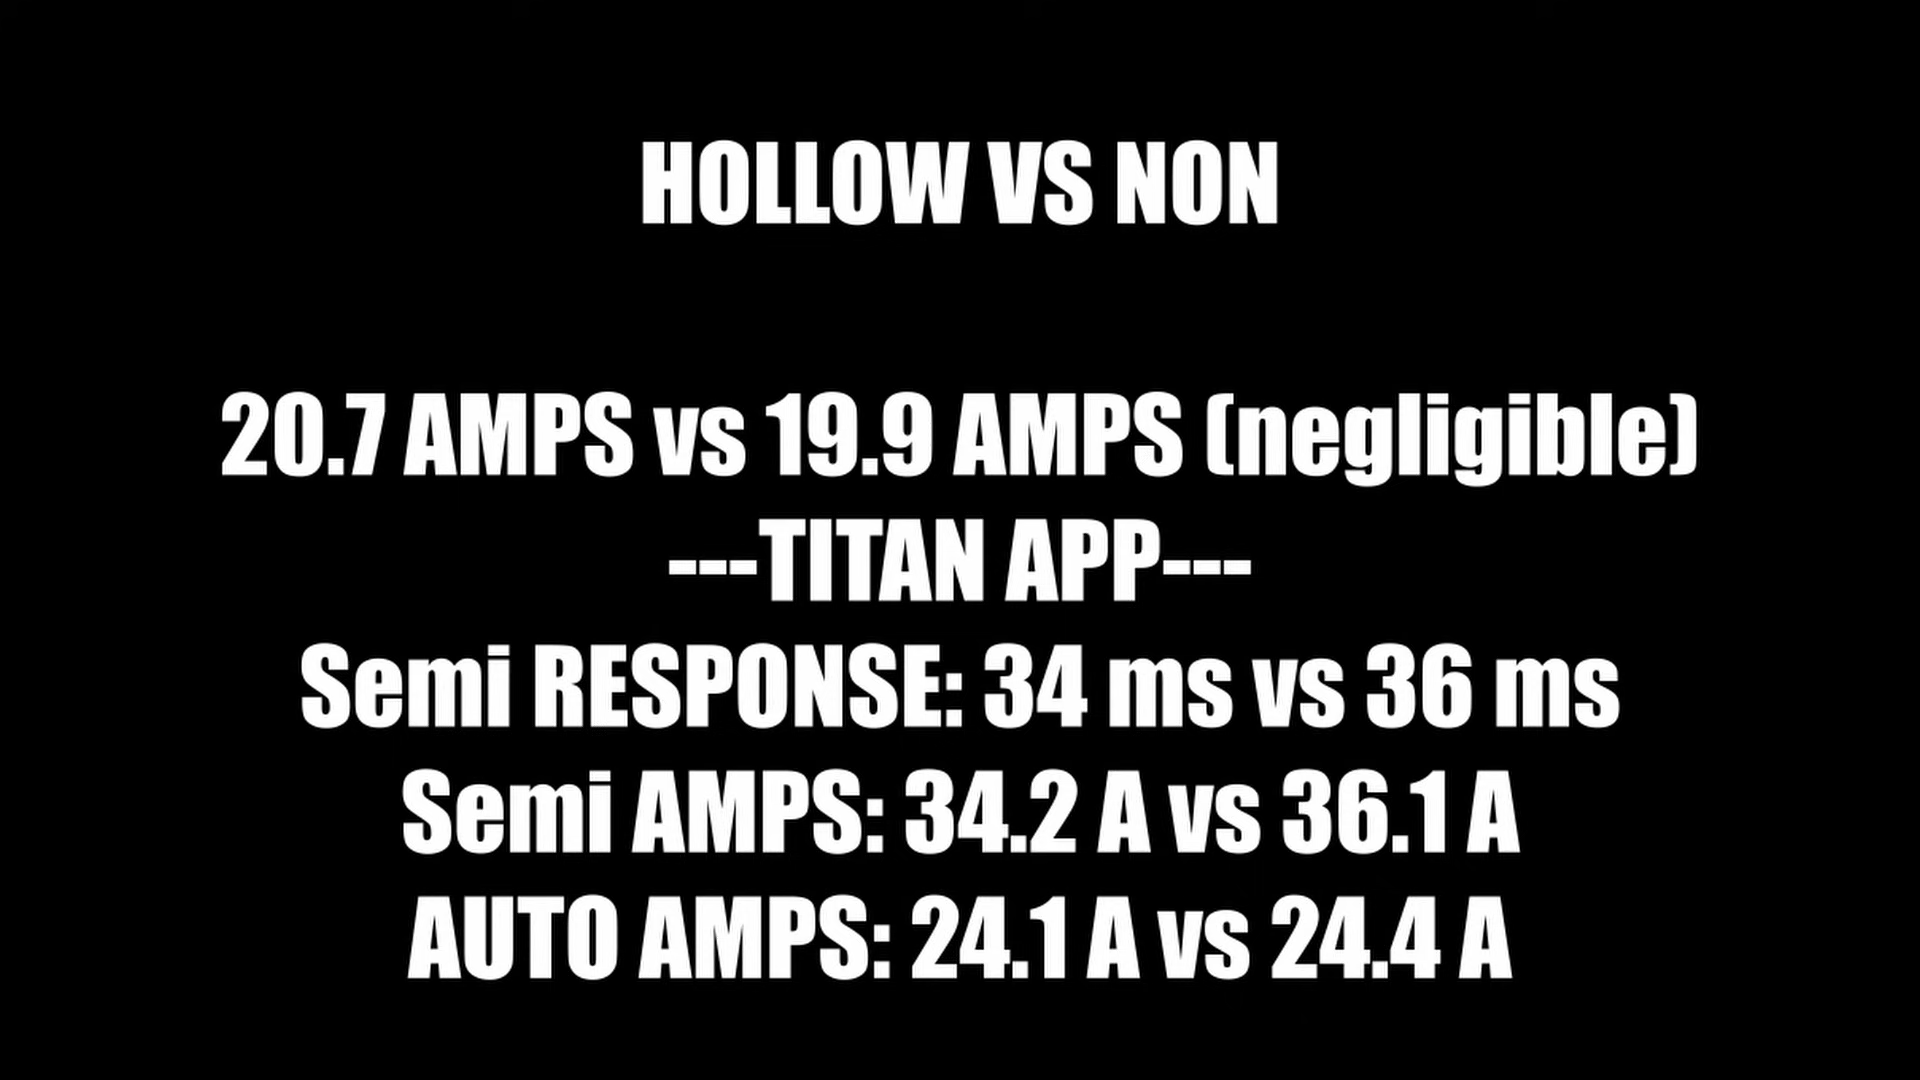 HOLLOW VS NON
20.7 AMPS vs 19.9 AMPS (negligible)
---TITAN APP---
Semi RESPONSE: 34 ms vs 36 ms
Semi AMPS: 34.2 A vs 36.1 A
AUTO AMPS: 24.1 A vs 24.4 A